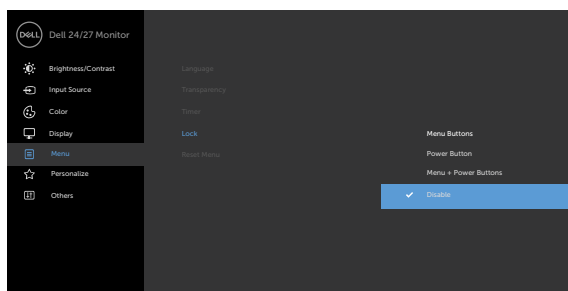 DELL
Dell 24/27 Monitor
Brightness/Contrast
Input Source
Color
Display
Menu
Personalize
Others
Language
Transparency
Timer
Lock
Reset Menu
Menu Buttons
Power Button
Menu + Power Buttons
Disable